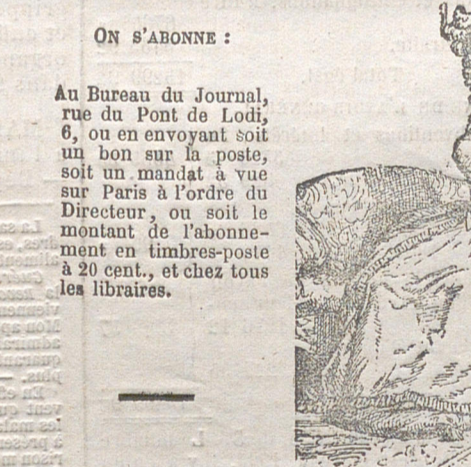 ON S'ABONNE :
Au Bureau du Journal,
rue du Pont de Lodi,
6, ou en envoyant soit
un bon sur la poste,
soit un mandat à vue
sur Paris à l'ordre du
Directeur, ou soit le
montant de l'abonne-
ment en timbres-poste
à 20 cent., et chez tous
les libraires.